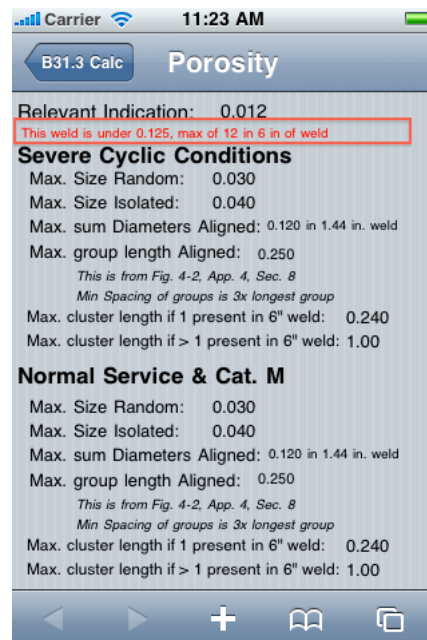 Carrier 11:23 AM
B31.3 Calc Porosity
Relevant Indication: 0.012
This weld is under 0.125, max of 12 in 6 in of weld
Severe Cyclic Conditions
Max. Size Random: 0.030
Max. Size Isolated: 0.040
Max. sum Diameters Aligned: 0.120 in 1.44 in. weld
Max. group length Aligned: 0.250
This is from Fig. 4-2, App. 4, Sec. 8
Min Spacing of groups is 3x longest group
Max. cluster length if 1 present in 6" weld: 0.240
Max. cluster length if > 1 present in 6" weld: 1.00
Normal Service & Cat. M
Max. Size Random: 0.030
Max. Size Isolated: 0.040
Max. sum Diameters Aligned: 0.120 in 1.44 in. weld
Max. group length Aligned: 0.250
This is from Fig. 4-2, App. 4, Sec. 8
Min Spacing of groups is 3x longest group
Max. cluster length if 1 present in 6" weld: 0.240
Max. cluster length if > 1 present in 6" weld: 1.00